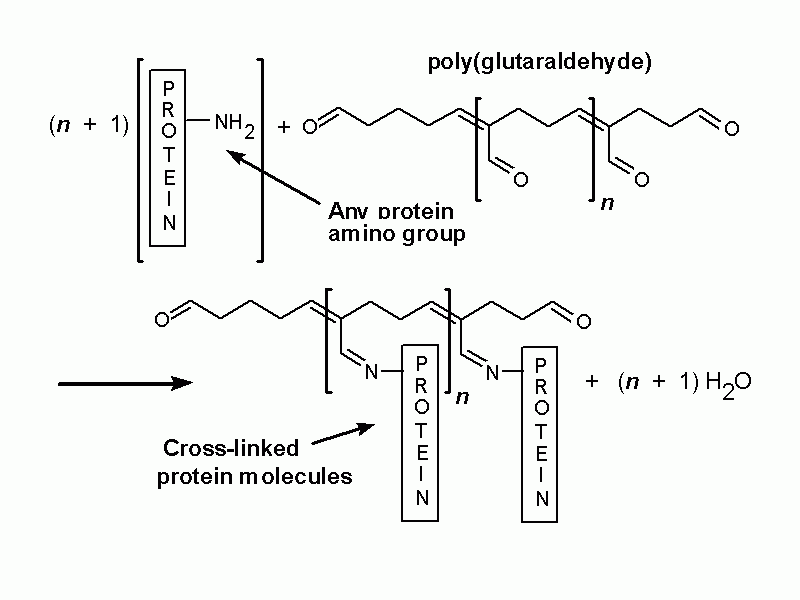 poly(glutaraldehyde)
(n + 1) PROTEIN NH2 + O O
O O
n
Any protein
amino group
O O
N PROTEIN N PROTEIN + (n + 1) H2O
n
Cross-linked
protein molecules